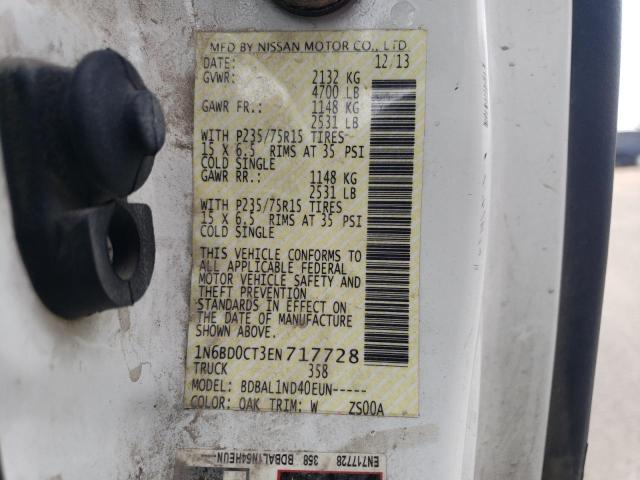 MFD BY NISSAN MOTOR CO., LTD.
DATE: 12/13
GVWR: 2132 KG
4700 LB
GAWR FR.: 1148 KG
2531 LB
WITH P235/75R15 TIRES
15 X 6.5 RIMS AT 35 PSI
COLD SINGLE
GAWR RR.: 1148 KG
2531 LB
WITH P235/75R15 TIRES
15 X 6.5 RIMS AT 35 PSI
COLD SINGLE
THIS VEHICLE CONFORMS TO
ALL APPLICABLE FEDERAL
MOTOR VEHICLE SAFETY AND
THEFT PREVENTION
STANDARDS IN EFFECT ON
THE DATE OF MANUFACTURE
SHOWN ABOVE.
1N6BD0CT3EN717728
TRUCK 358
MODEL: BDBAL1ND40EUN-----
COLOR: OAK TRIM: W ZS00A
EN717728 358 BDBAL1N64HEUN